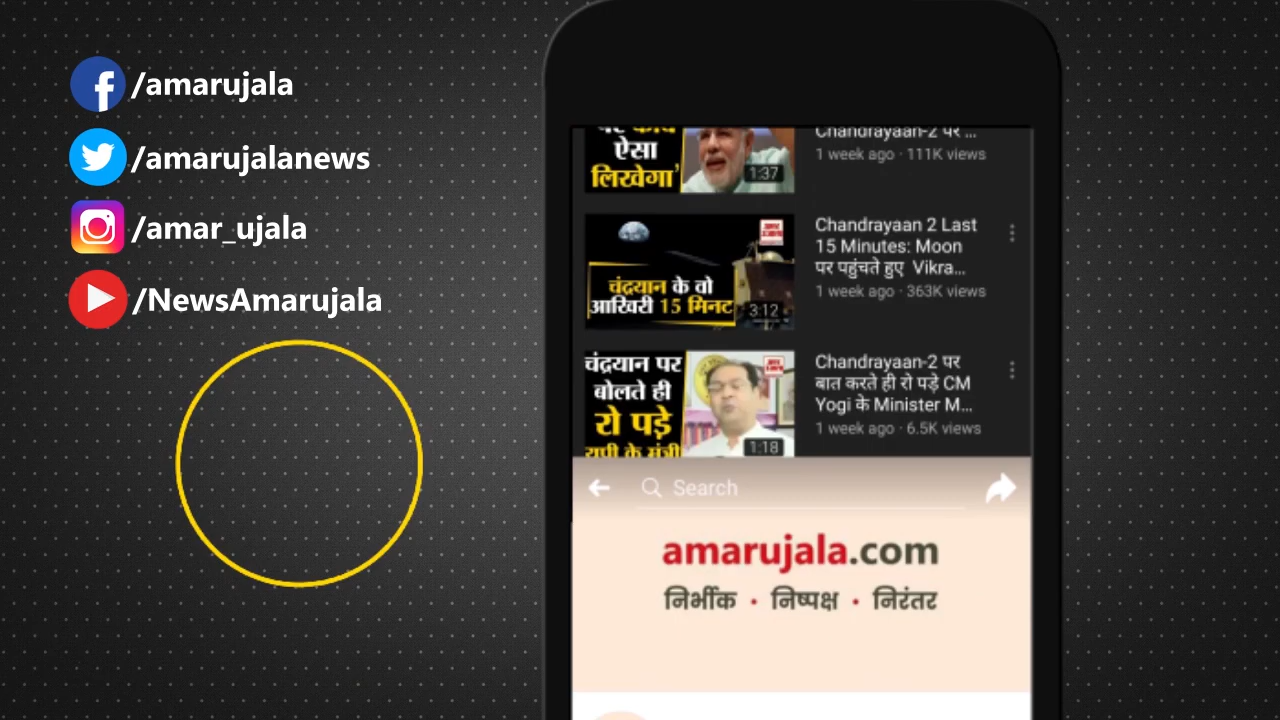 /amarujala
/amarujalanews
/amar_ujala
/NewsAmarujala
ऐसा
लिखेगा'
1:37
Chandrayaan-2 पर ...
1 week ago · 111K views
चंद्रयान के वो
आखिरी 15 मिनट
3:12
Chandrayaan 2 Last
15 Minutes: Moon
पर पहुंचते हुए Vikra...
1 week ago · 363K views
चंद्रयान पर
बोलते ही
रो पड़े
यूपी के मंत्री
1:18
Chandrayaan-2 पर
बात करते ही रो पड़े CM
Yogi के Minister M...
1 week ago · 6.5K views
Search
amarujala.com
निर्भीक • निष्पक्ष • निरंतर